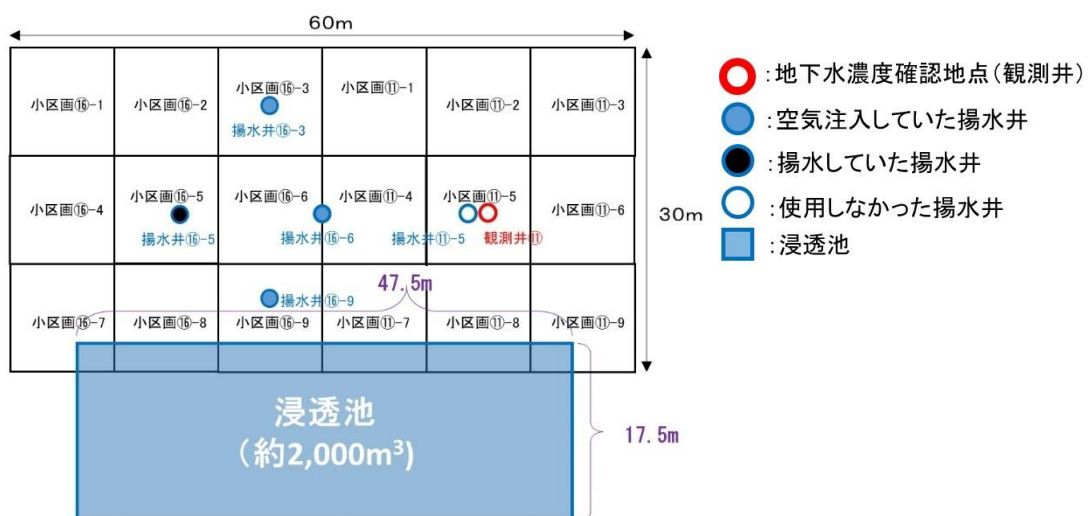 60m
小区画⑯-1
小区画⑯-2
小区画⑯-3
揚水井⑯-3
小区画⑪-1
小区画⑪-2
小区画⑪-3
小区画⑯-4
小区画⑯-5
揚水井⑯-5
小区画⑯-6
揚水井⑯-6
小区画⑪-4
小区画⑪-5
揚水井⑪-5
観測井⑪
小区画⑪-6
30m
47.5m
揚水井⑯-9
小区画⑯-7
小区画⑯-8
小区画⑯-9
小区画⑪-7
小区画⑪-8
小区画⑪-9
浸透池
（約2,000m³）
17.5m
：地下水濃度確認地点（観測井）
：空気注入していた揚水井
：揚水していた揚水井
：使用しなかった揚水井
：浸透池